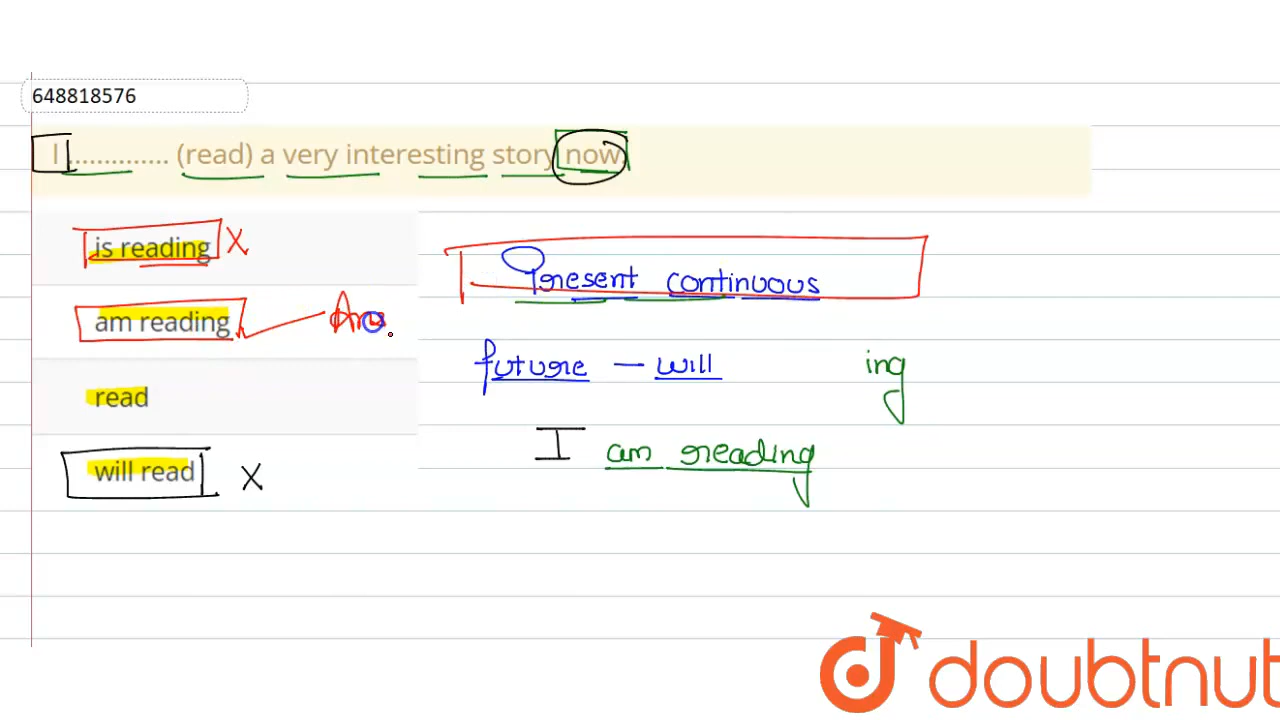 648818576
I .............. (read) a very interesting story now.
is reading X
Present continuous
am reading Ans
future - will ing
read
I am reading
will read X
doubtnut